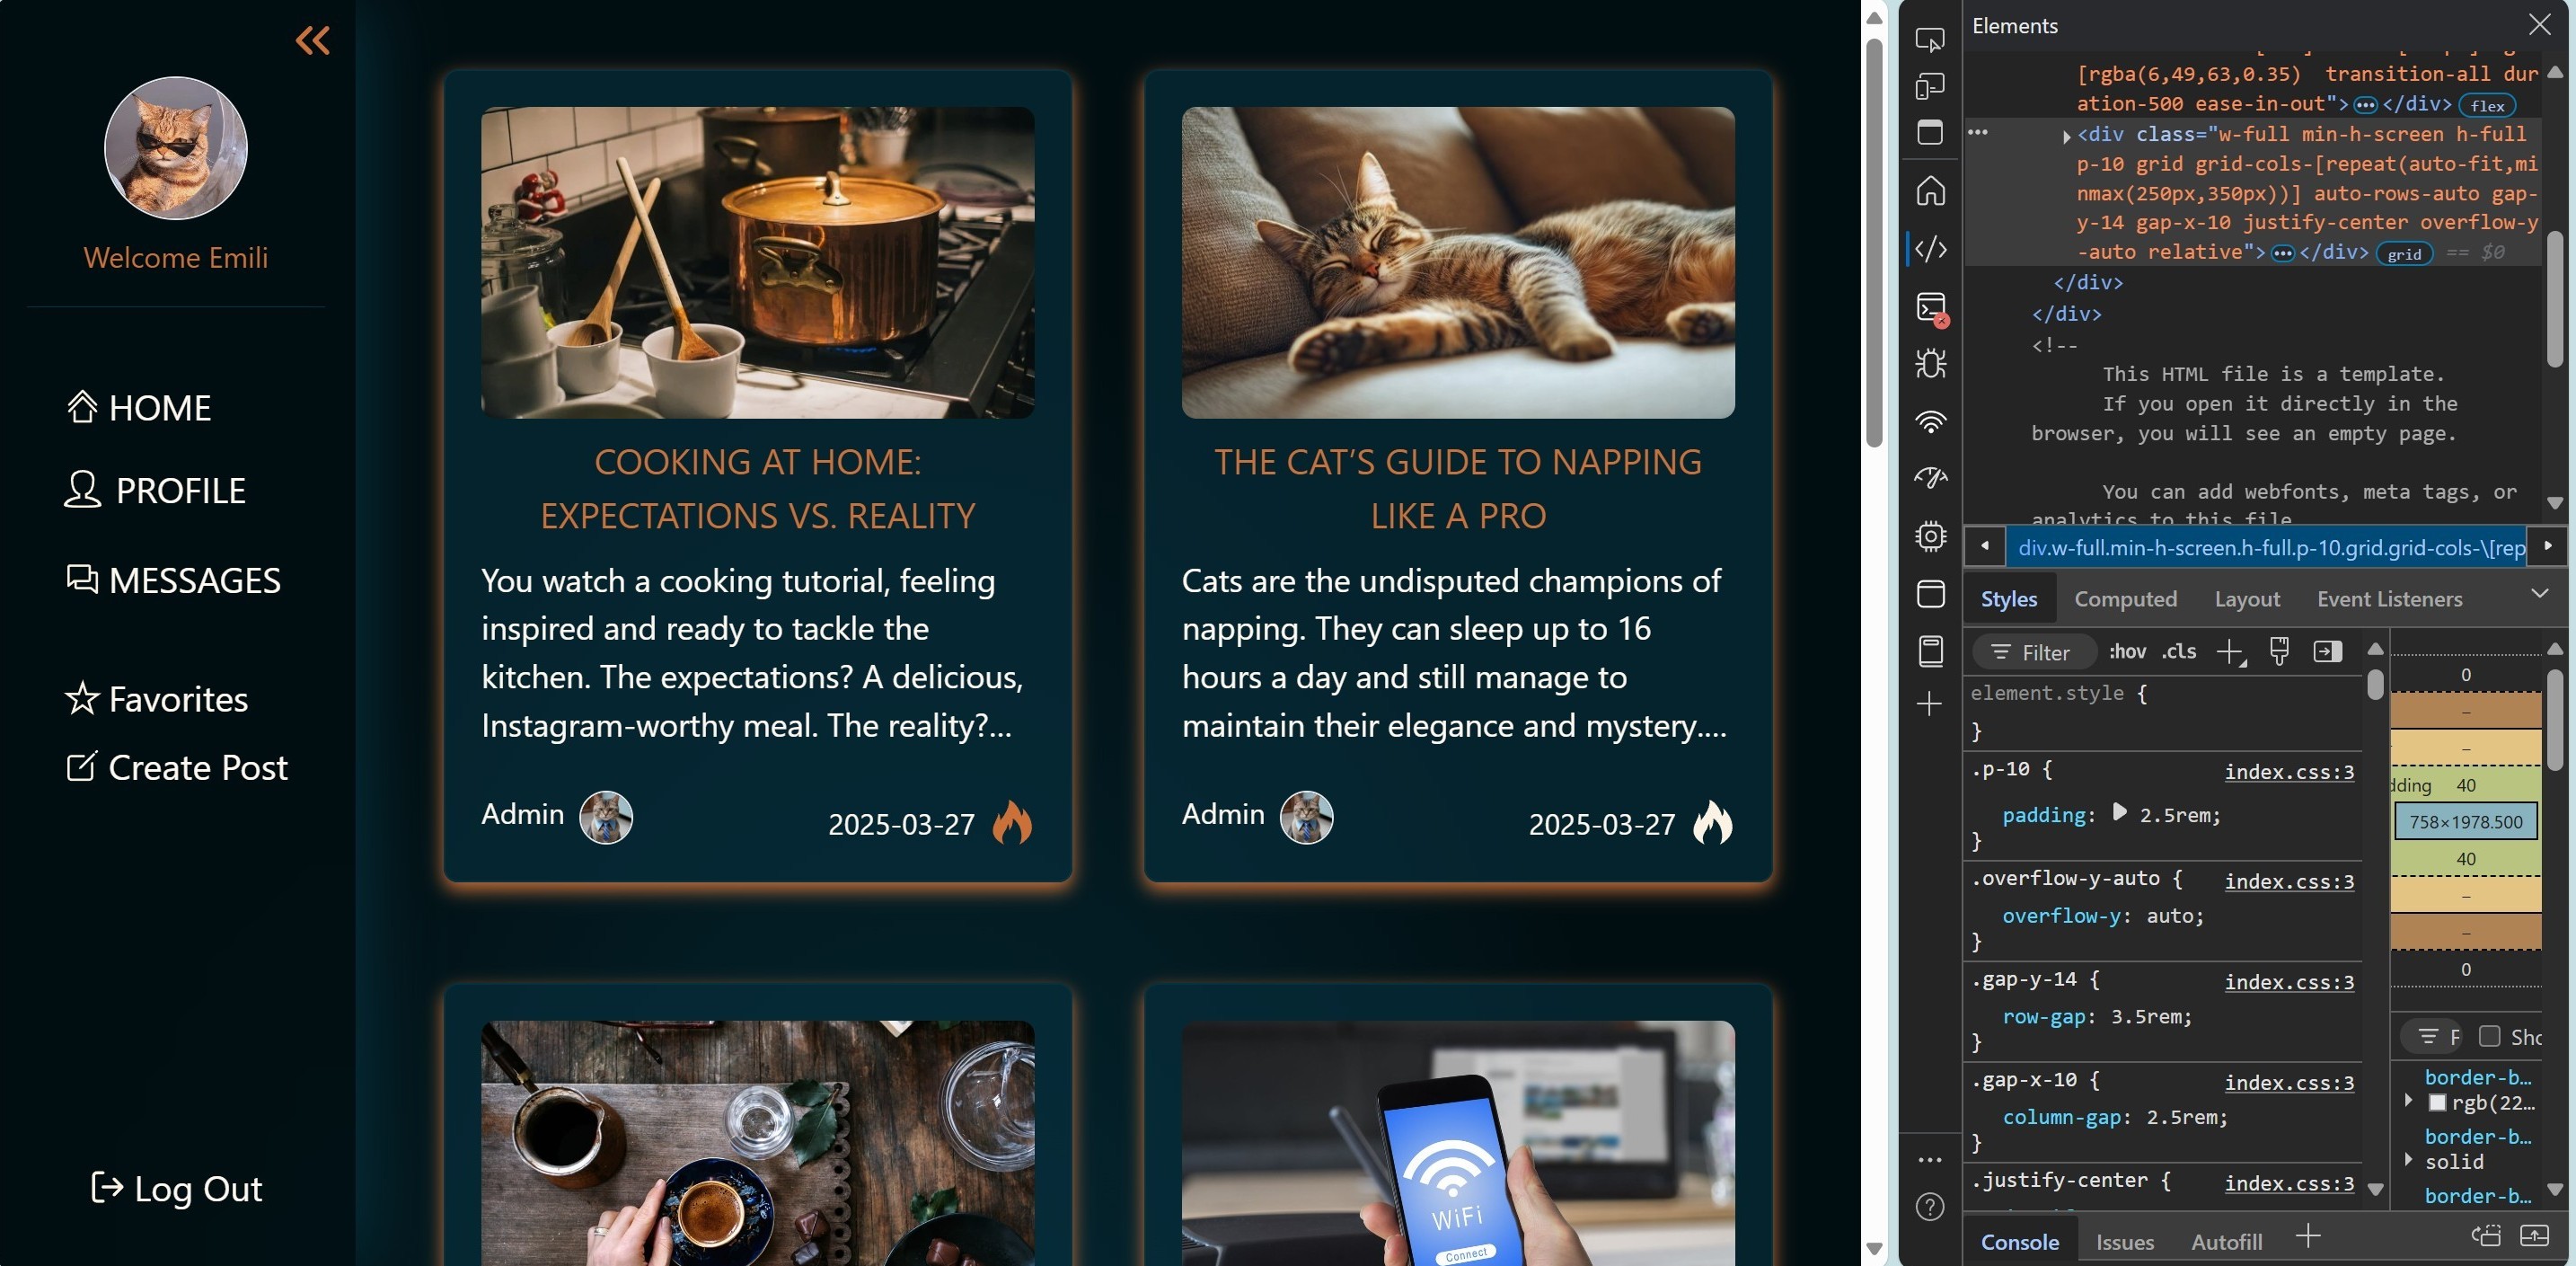 Welcome Emili
HOME
PROFILE
MESSAGES
Favorites
Create Post
Log Out
COOKING AT HOME:
EXPECTATIONS VS. REALITY
You watch a cooking tutorial, feeling
inspired and ready to tackle the
kitchen. The expectations? A delicious,
Instagram-worthy meal. The reality?...
Admin
2025-03-27
THE CAT’S GUIDE TO NAPPING
LIKE A PRO
Cats are the undisputed champions of
napping. They can sleep up to 16
hours a day and still manage to
maintain their elegance and mystery....
Admin
2025-03-27
WiFi
Connect
Elements
[rgba(6,49,63,0.35)  transition-all dur
ation-500 ease-in-out"> ••• </div> flex
••• <div class="w-full min-h-screen h-full
p-10 grid grid-cols-[repeat(auto-fit,mi
nmax(250px,350px))] auto-rows-auto gap-
y-14 gap-x-10 justify-center overflow-y
-auto relative"> ••• </div> grid == $0
</div>
</div>
<!--
This HTML file is a template.
If you open it directly in the
browser, you will see an empty page.
You can add webfonts, meta tags, or
analytics to this file
div.w-full.min-h-screen.h-full.p-10.grid.grid-cols-\[rep
Styles Computed Layout Event Listeners
Filter :hov .cls
element.style {
}
.p-10 { index.css:3
padding: 2.5rem;
}
.overflow-y-auto { index.css:3
overflow-y: auto;
}
.gap-y-14 { index.css:3
row-gap: 3.5rem;
}
.gap-x-10 { index.css:3
column-gap: 2.5rem;
}
.justify-center { index.css:3
0
–
–
dding 40
758×1978.500
40
–
–
0
F Sho
border-b…
rgb(22…
border-b…
solid
border-b…
Console Issues Autofill